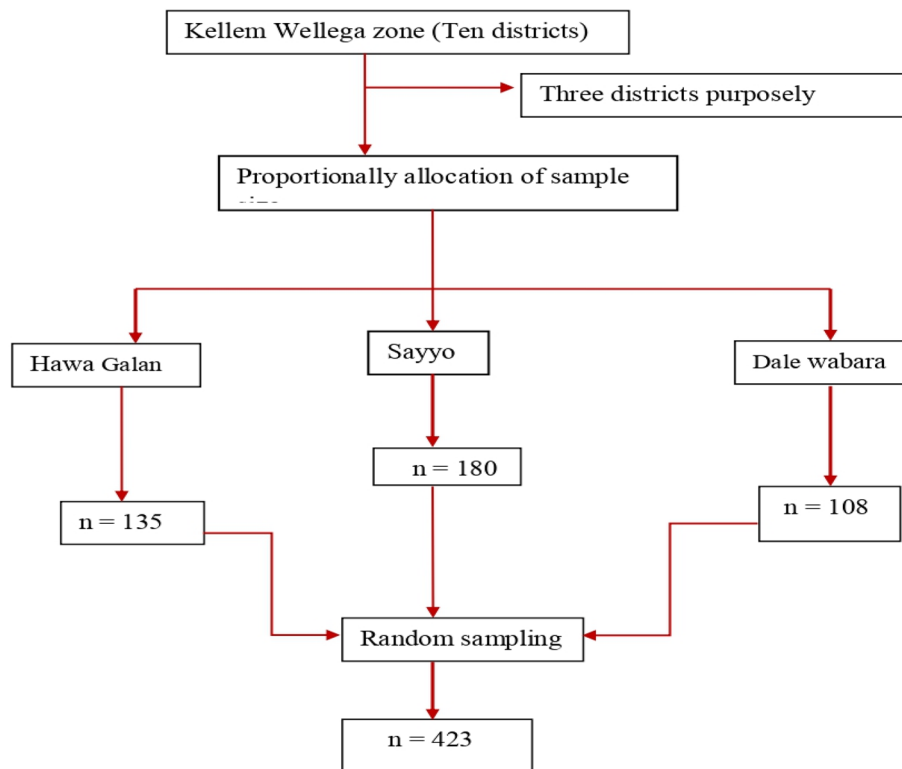 Kellem Wellega zone (Ten districts)
Three districts purposely
Proportionally allocation of sample
Hawa Galan
Sayyo
Dale wabara
n = 180
n = 135
n = 108
Random sampling
n = 423